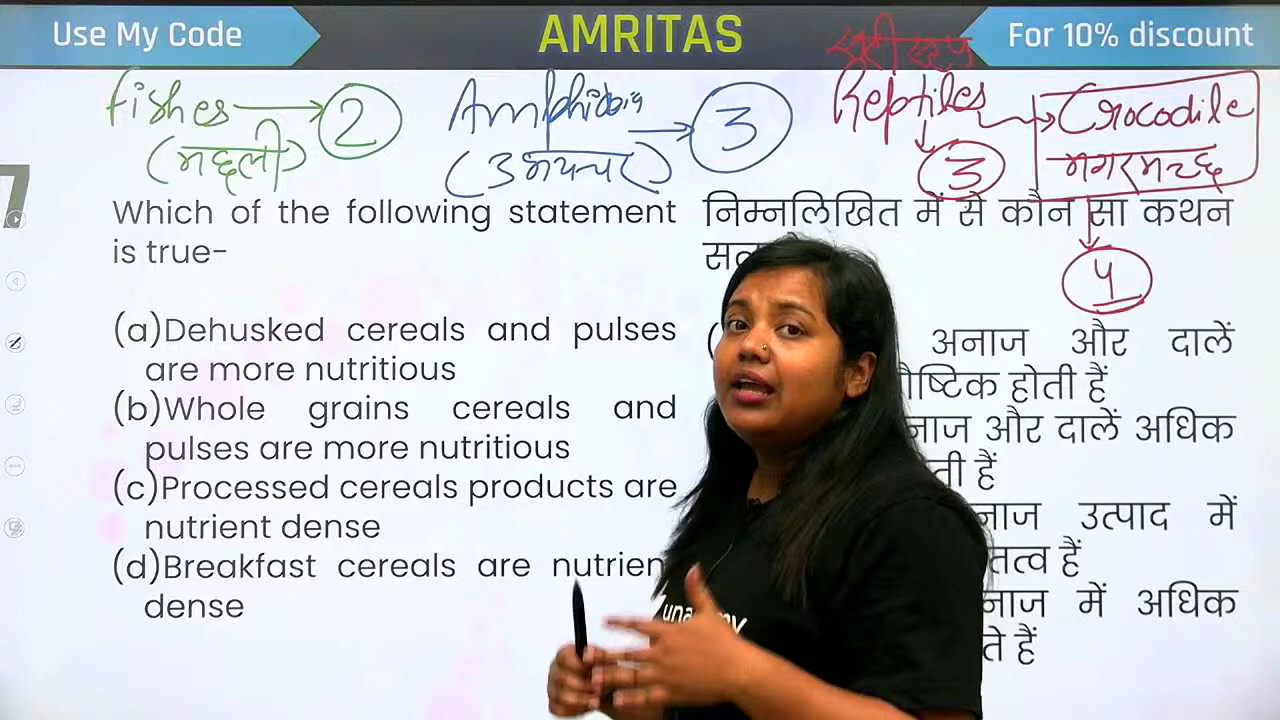 Use My Code
AMRITAS
For 10% discount
Fishes → 2
(मछली)
Amphibia → 3
(उभयचर)
सरीसृप
Reptiles
3
Crocodile
मगरमच्छ
4
7
Which of the following statement
is true-
(a)Dehusked cereals and pulses
are more nutritious
(b)Whole grains cereals and
pulses are more nutritious
(c)Processed cereals products are
nutrient dense
(d)Breakfast cereals are nutrien
dense
निम्नलिखित में से कौन सा कथन
अनाज और दालें
होती हैं
और दालें अधिक
हैं
उत्पाद में
हैं
में अधिक
हैं